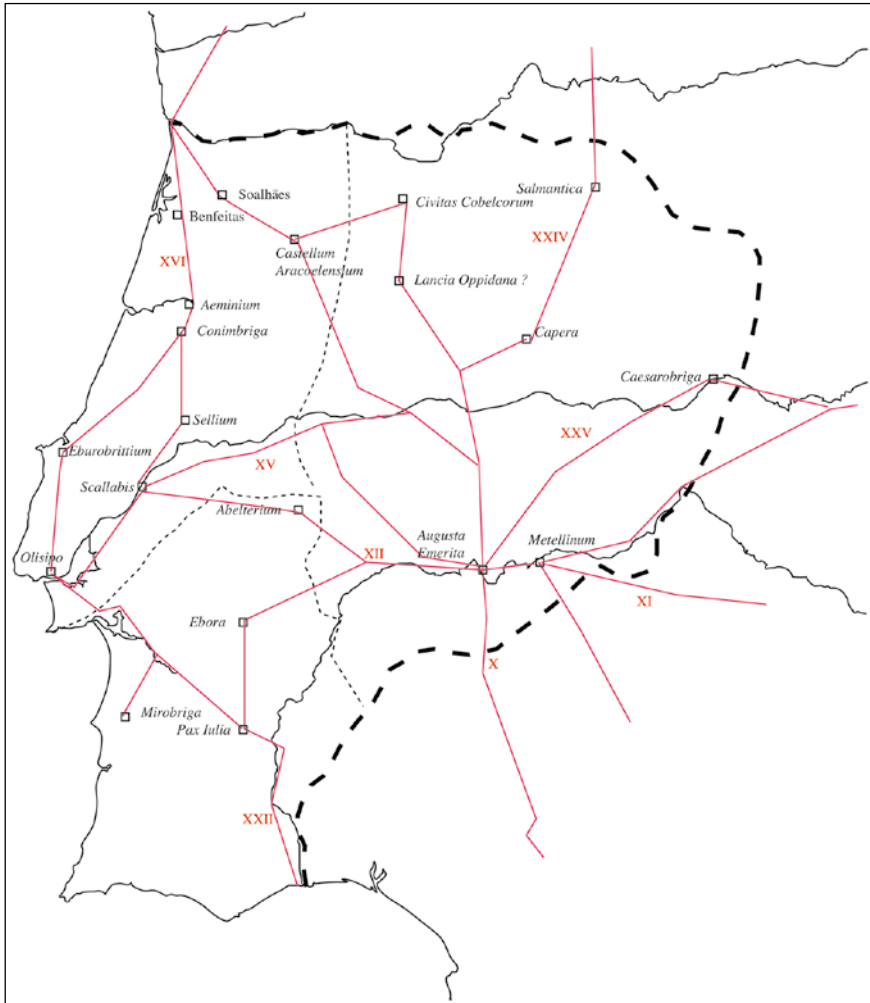 Salmantica
Soalhães
Civitas Cobelcorum
Benfeitas
XXIV
Castellum
Aracoelensium
XVI
Lancia Oppidana ?
Aeminium
Conimbriga
Capera
Caesarobriga
Sellium
XXV
Eburobrittium
XV
Scallabis
Abelterium
Augusta
Emerita
Metellinum
XII
Olisipo
XI
Ebora
X
Mirobriga
Pax Iulia
XXII